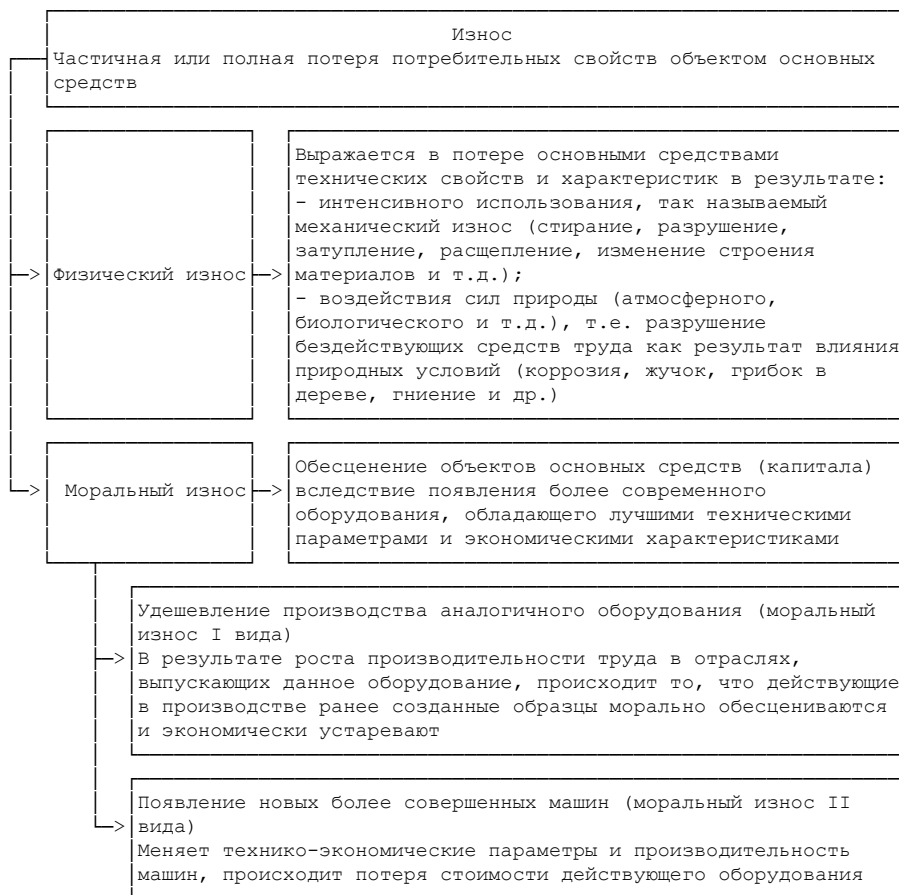 Износ
Частичная или полная потеря потребительных свойств объектом основных
средств
Выражается в потере основными средствами
технических свойств и характеристик в результате:
- интенсивного использования, так называемый
механический износ (стирание, разрушение,
затупление, расщепление, изменение строения
Физический износ
материалов и т.д.);
- воздействия сил природы (атмосферного,
биологического и т.д.), т.е. разрушение
бездействующих средств труда как результат влияния
природных условий (коррозия, жучок, грибок в
дереве, гниение и др.)
Моральный износ
Обесценение объектов основных средств (капитала)
вследствие появления более современного
оборудования, обладающего лучшими техническими
параметрами и экономическими характеристиками
Удешевление производства аналогичного оборудования (моральный
износ I вида)
В результате роста производительности труда в отраслях,
выпускающих данное оборудование, происходит то, что действующие
в производстве ранее созданные образцы морально обесцениваются
и экономически устаревают
Появление новых более совершенных машин (моральный износ II
вида)
Меняет технико-экономические параметры и производительность
машин, происходит потеря стоимости действующего оборудования